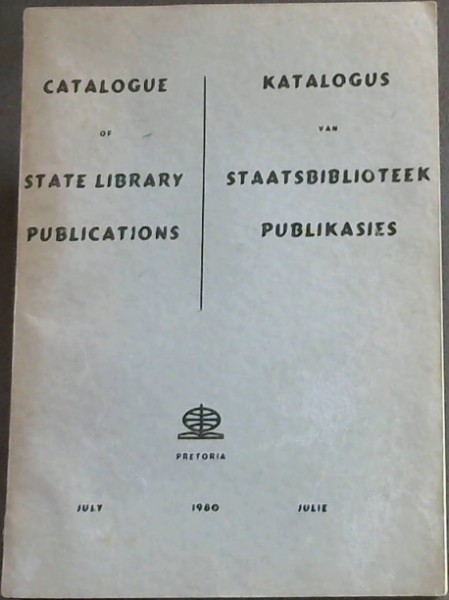 CATALOGUE
OF
STATE LIBRARY
PUBLICATIONS
KATALOGUS
VAN
STAATSBIBLIOTEEK
PUBLIKASIES
PRETORIA
JULY 1980 JULIE